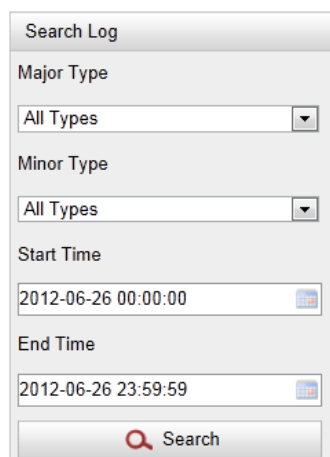 Search Log
Major Type
All Types
Minor Type
All Types
Start Time
2012-06-26 00:00:00
End Time
2012-06-26 23:59:59
Search